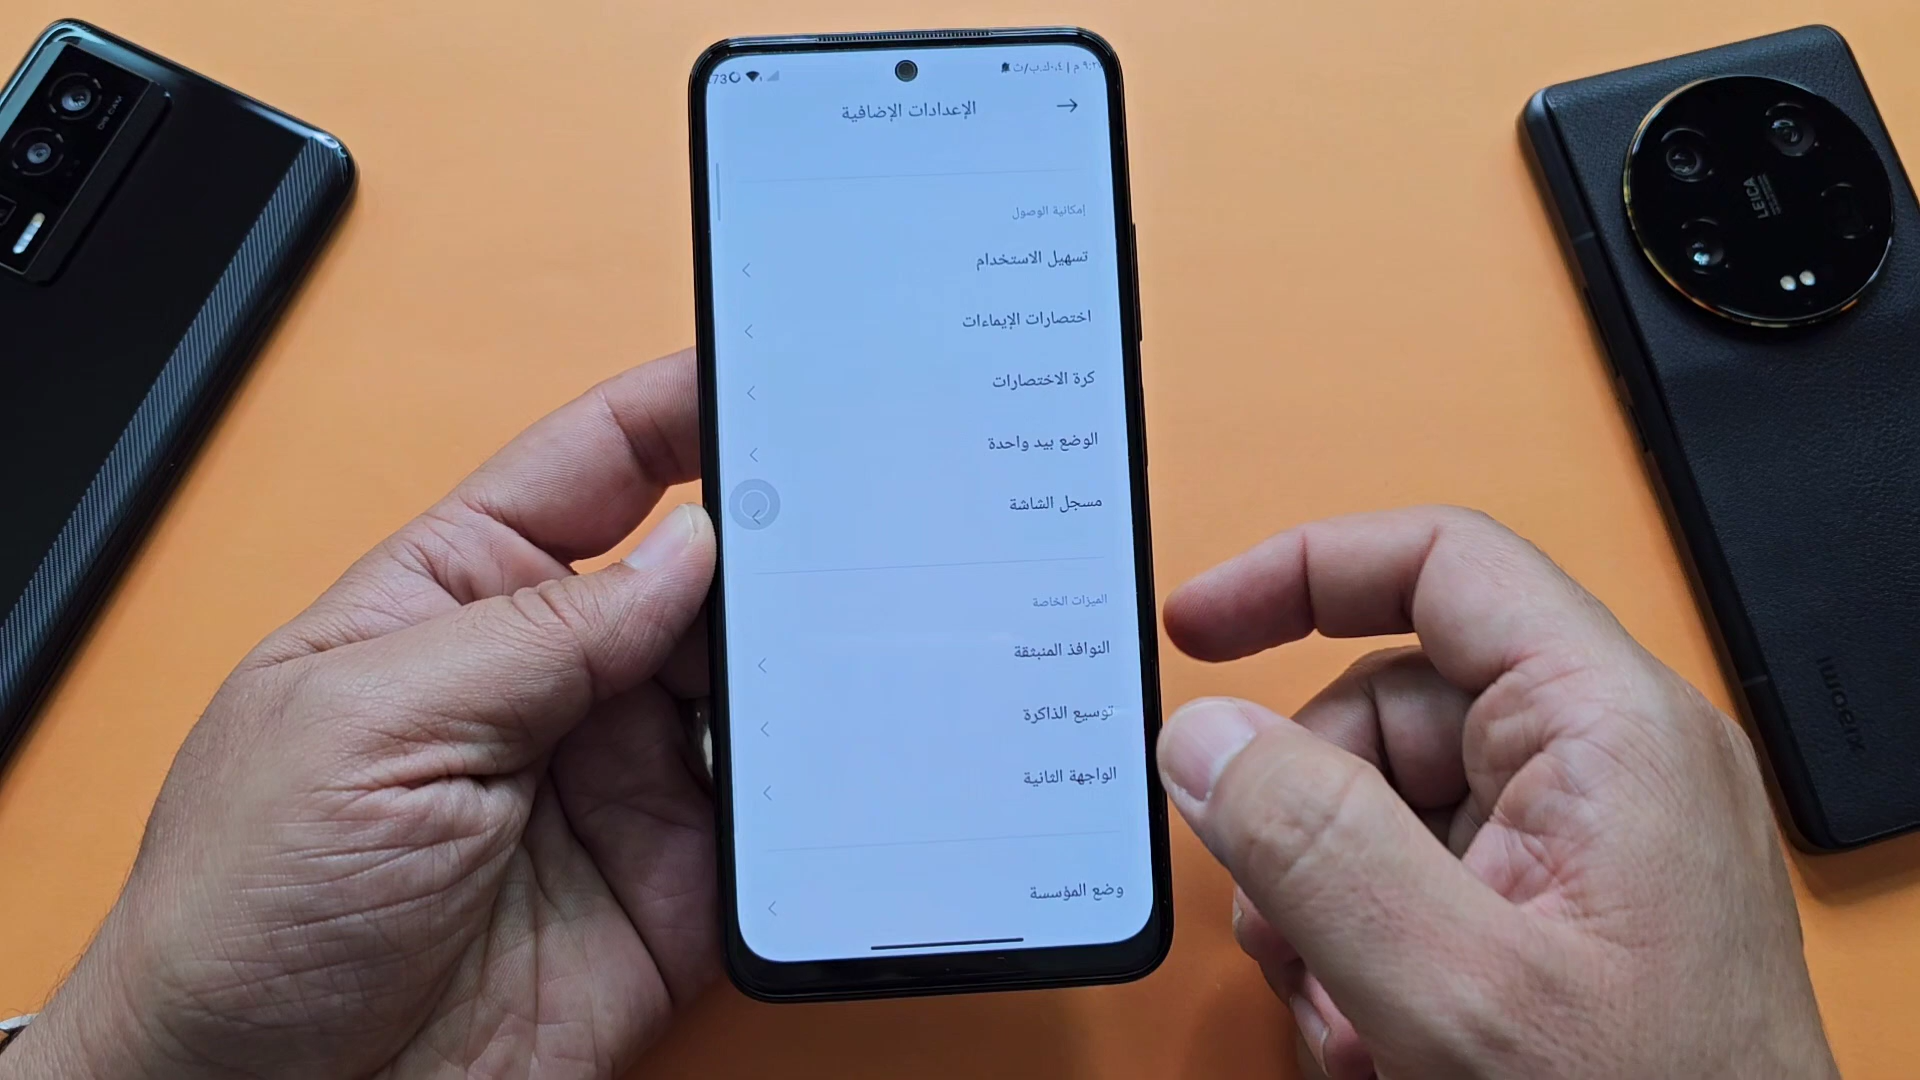 73
الإعدادات الإضافية
إمكانية الوصول
تسهيل الاستخدام
اختصارات الإيماءات
كرة الاختصارات
الوضع بيد واحدة
مسجل الشاشة
الميزات الخاصة
النوافذ المنبثقة
توسيع الذاكرة
الواجهة الثانية
وضع المؤسسة
LEICA
xiaomi